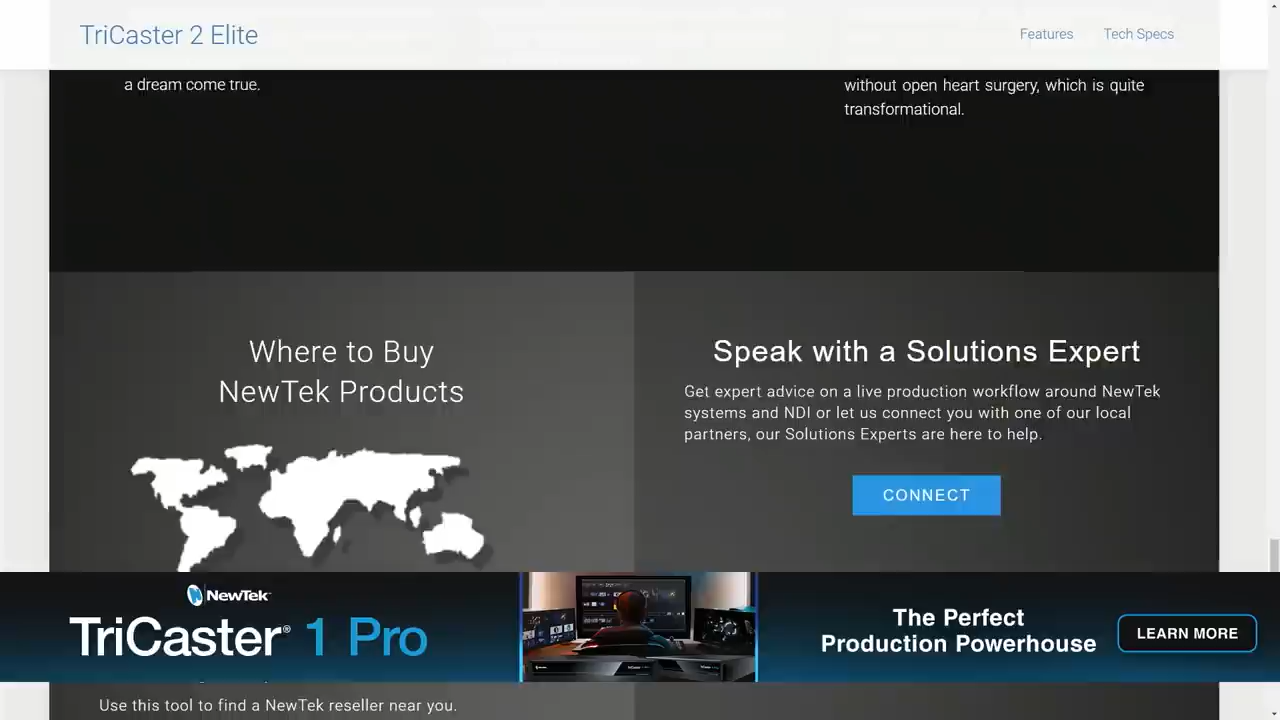 TriCaster 2 Elite
Features
Tech Specs
a dream come true.
without open heart surgery, which is quite
transformational.
Where to Buy
NewTek Products
Speak with a Solutions Expert
Get expert advice on a live production workflow around NewTek
systems and NDI or let us connect you with one of our local
partners, our Solutions Experts are here to help.
CONNECT
NewTek
TriCaster® 1 Pro
The Perfect
Production Powerhouse
LEARN MORE
Use this tool to find a NewTek reseller near you.